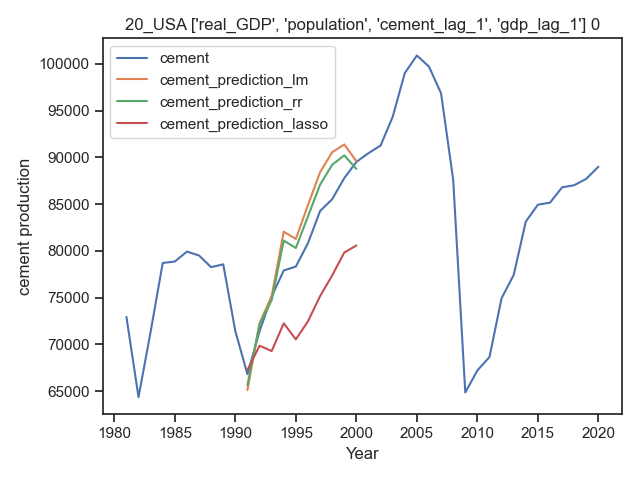 20_USA ['real_GDP', 'population', 'cement_lag_1', 'gdp_lag_1'] 0
cement
cement_prediction_lm
cement_prediction_rr
cement_prediction_lasso
cement production
100000
95000
90000
85000
80000
75000
70000
65000
1980 1985 1990 1995 2000 2005 2010 2015 2020
Year